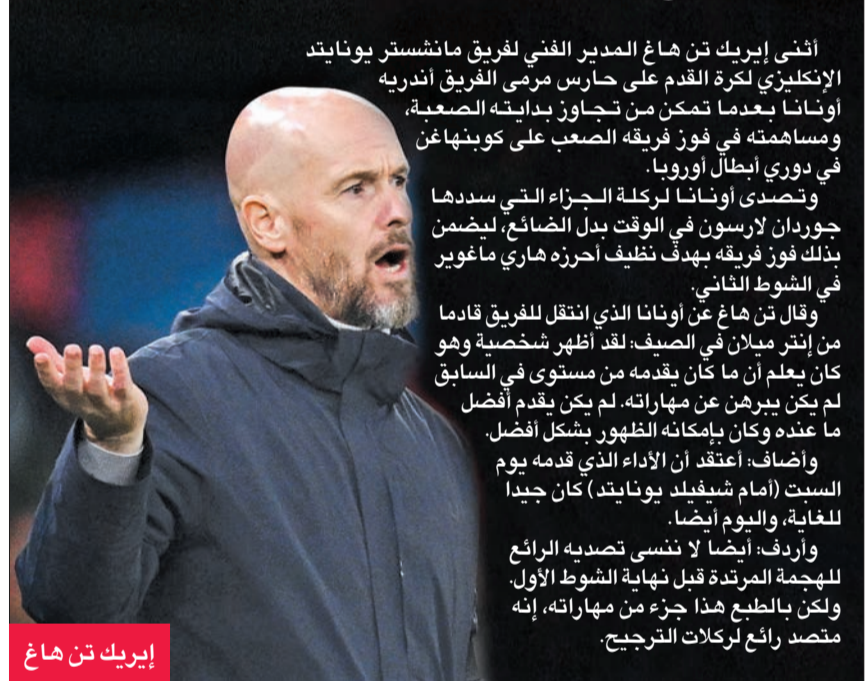 أثنى إيريك تن هاغ المدير الفني لفريق مانشستر يونايتد
الإنكليزي لكرة القدم على حارس مرمى الفريق أندريه
أونانا بعدما تمكن من تجاوز بدايته الصعبة،
ومساهمته في فوز فريقه الصعب على كوبنهاغن
في دوري أبطال أوروبا.
وتصدى أونانا لركلة الجزاء التي سددها
جوردان لارسون في الوقت بدل الضائع، ليضمن
بذلك فوز فريقه بهدف نظيف أحرزه هاري ماغوير
في الشوط الثاني.
وقال تن هاغ عن أونانا الذي انتقل للفريق قادما
من إنتر ميلان في الصيف: لقد أظهر شخصية وهو
كان يعلم أن ما كان يقدمه من مستوى في السابق
لم يكن يبرهن عن مهاراته. لم يكن يقدم أفضل
ما عنده وكان بإمكانه الظهور بشكل أفضل.
وأضاف: أعتقد أن الأداء الذي قدمه يوم
السبت (أمام شيفيلد يونايتد) كان جيدا
للغاية، واليوم أيضا.
وأردف: أيضا لا ننسى تصديه الرائع
للهجمة المرتدة قبل نهاية الشوط الأول.
ولكن بالطبع هذا جزء من مهاراته، إنه
متصد رائع لركلات الترجيح.
إيريك تن هاغ